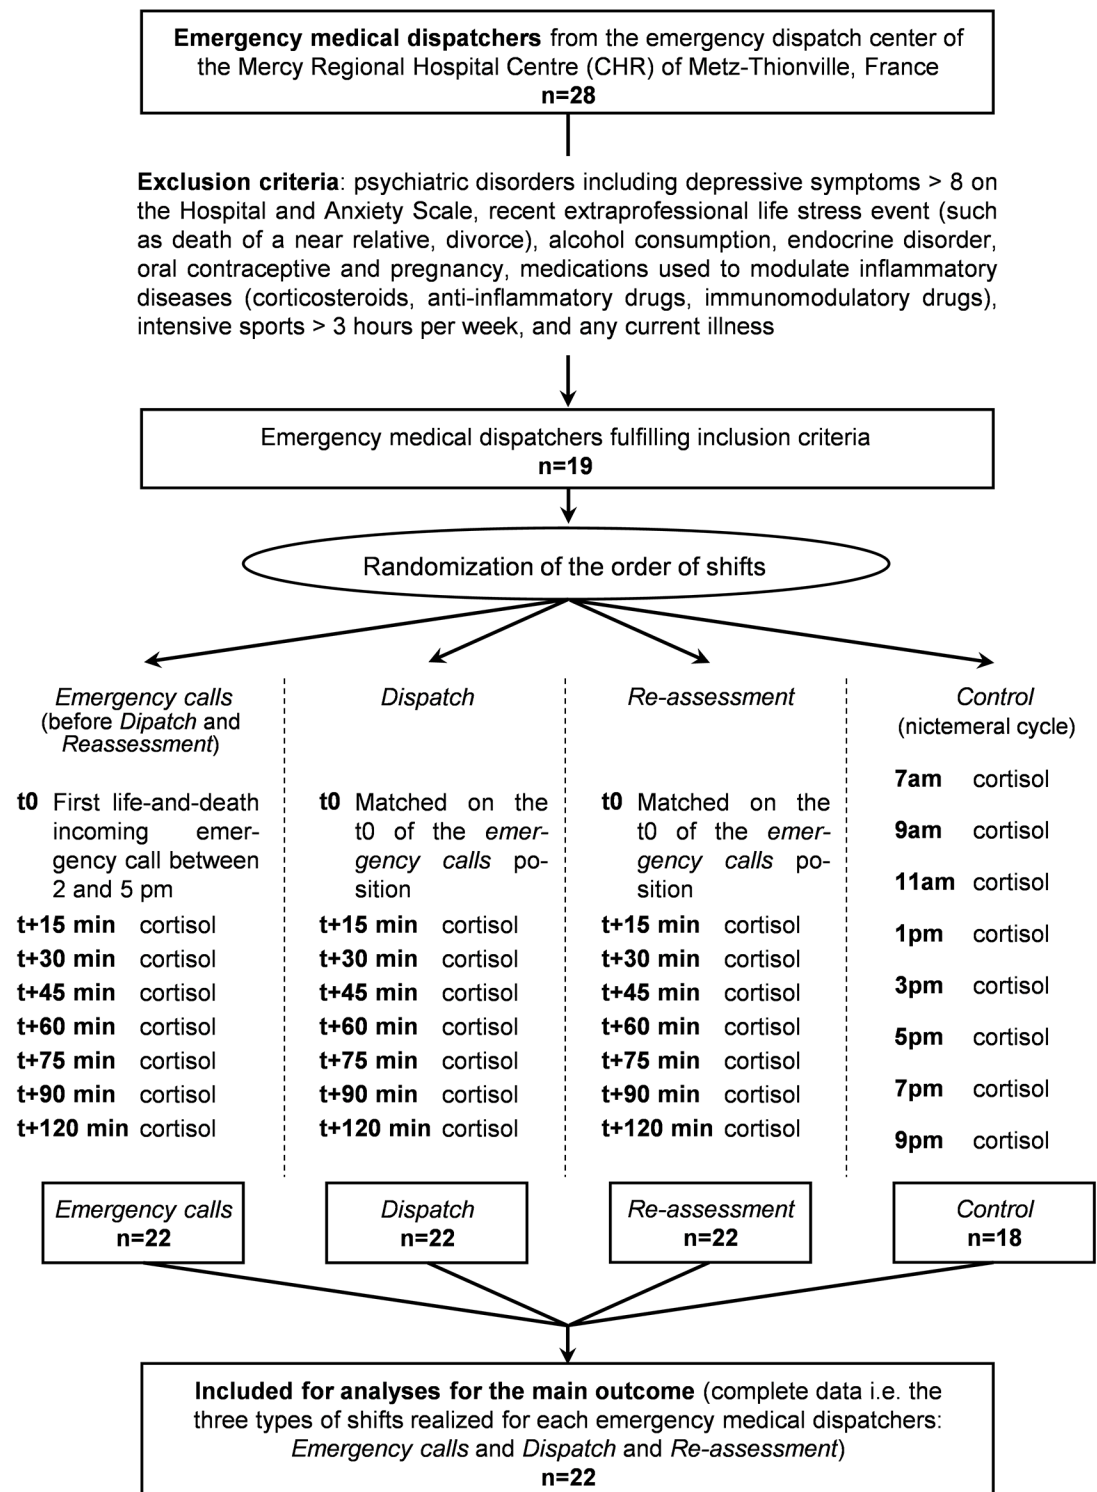 Emergency medical dispatchers from the emergency dispatch center of
the Mercy Regional Hospital Centre (CHR) of Metz-Thionville, France
n=28
Exclusion criteria: psychiatric disorders including depressive symptoms > 8 on
the Hospital and Anxiety Scale, recent extraprofessional life stress event (such
as death of a near relative, divorce), alcohol consumption, endocrine disorder,
oral contraceptive and pregnancy, medications used to modulate inflammatory
diseases (corticosteroids, anti-inflammatory drugs, immunomodulatory drugs),
intensive sports > 3 hours per week, and any current illness
Emergency medical dispatchers fulfilling inclusion criteria
n=19
Randomization of the order of shifts
Emergency calls
(before Dipatch and
Reassessment)
t0 First life-and-death
incoming emer-
gency call between
2 and 5 pm
t+15 min cortisol
t+30 min cortisol
t+45 min cortisol
t+60 min cortisol
t+75 min cortisol
t+90 min cortisol
t+120 min cortisol
Emergency calls
n=22
Dispatch
t0 Matched on the
t0 of the emer-
gency calls po-
sition
t+15 min cortisol
t+30 min cortisol
t+45 min cortisol
t+60 min cortisol
t+75 min cortisol
t+90 min cortisol
t+120 min cortisol
Dispatch
n=22
Re-assessment
t0 Matched on the
t0 of the emer-
gency calls po-
sition
t+15 min cortisol
t+30 min cortisol
t+45 min cortisol
t+60 min cortisol
t+75 min cortisol
t+90 min cortisol
t+120 min cortisol
Re-assessment
n=22
Control
(nictemeral cycle)
7am cortisol
9am cortisol
11am cortisol
1pm cortisol
3pm cortisol
5pm cortisol
7pm cortisol
9pm cortisol
Control
n=18
Included for analyses for the main outcome (complete data i.e. the
three types of shifts realized for each emergency medical dispatchers:
Emergency calls and Dispatch and Re-assessment)
n=22